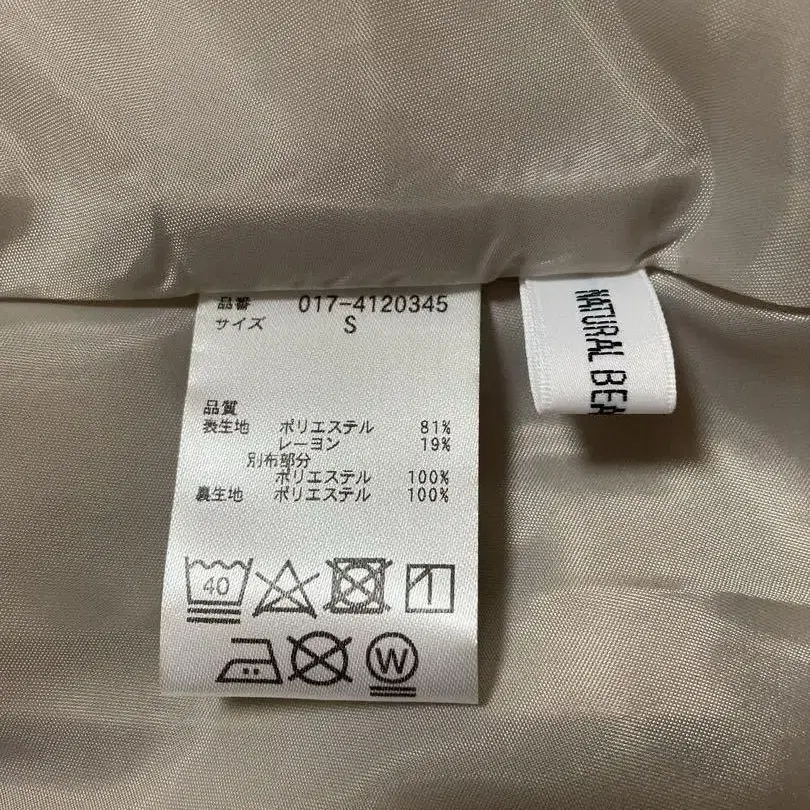 品番 017-4120345
サイズ S
品質
表生地 ポリエステル 81%
レーヨン 19%
別布部分
ポリエステル 100%
裏生地 ポリエステル 100%
40
W
NATURAL BEA